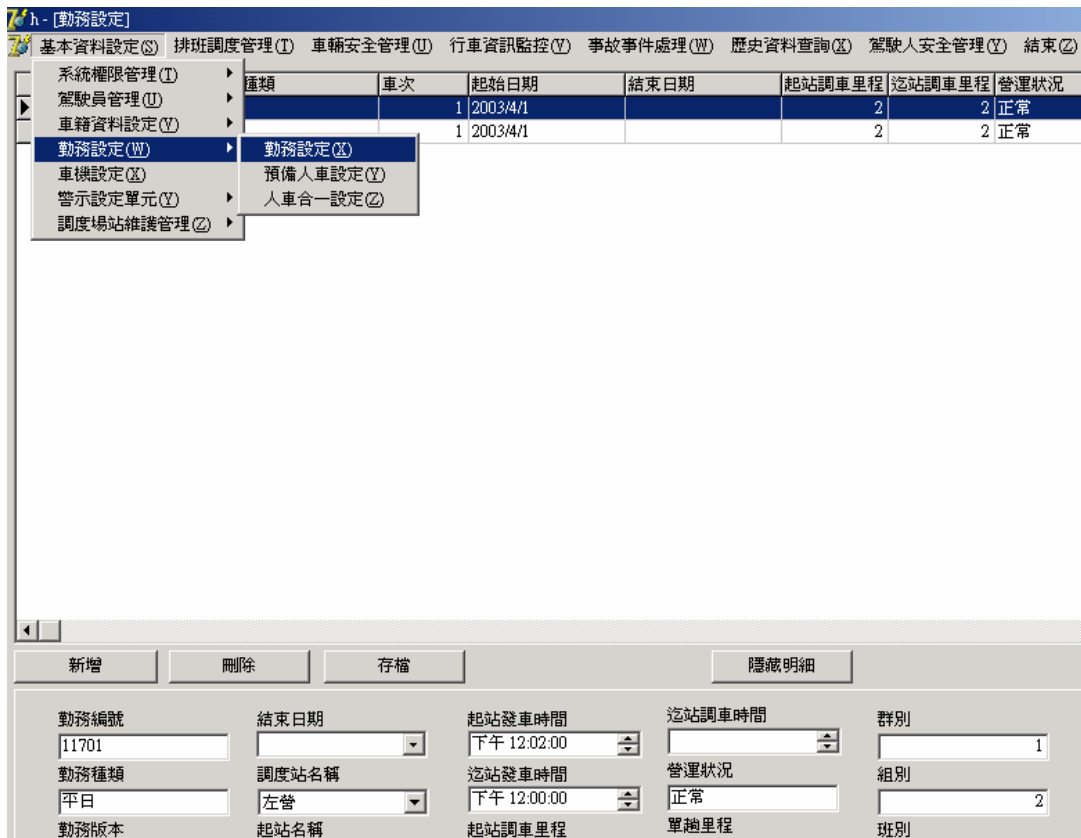 h - [勤務設定]
基本資料設定(S) 排班調度管理(T) 車輛安全管理(U) 行車資訊監控(V) 事故事件處理(W) 歷史資料查詢(X) 駕駛人安全管理(Y) 結束(Z)
種類 車次 起始日期 結束日期 起站調車里程 迄站調車里程 營運狀況
1 2003/4/1 2 2 正常
1 2003/4/1 2 2 正常
系統權限管理(T)
駕駛員管理(U)
車籍資料設定(V)
勤務設定(W)
車機設定(X)
警示設定單元(Y)
調度場站維護管理(Z)
勤務設定(X)
預備人車設定(Y)
人車合一設定(Z)
新增 刪除 存檔 隱藏明細
勤務編號 結束日期 起站發車時間 迄站調車時間 群別
11701 下午 12:02:00 1
勤務種類 調度站名稱 迄站發車時間 營運狀況 組別
平日 左營 下午 12:00:00 正常 2
勤務版本 起站名稱 起站調車里程 單趟里程 班別